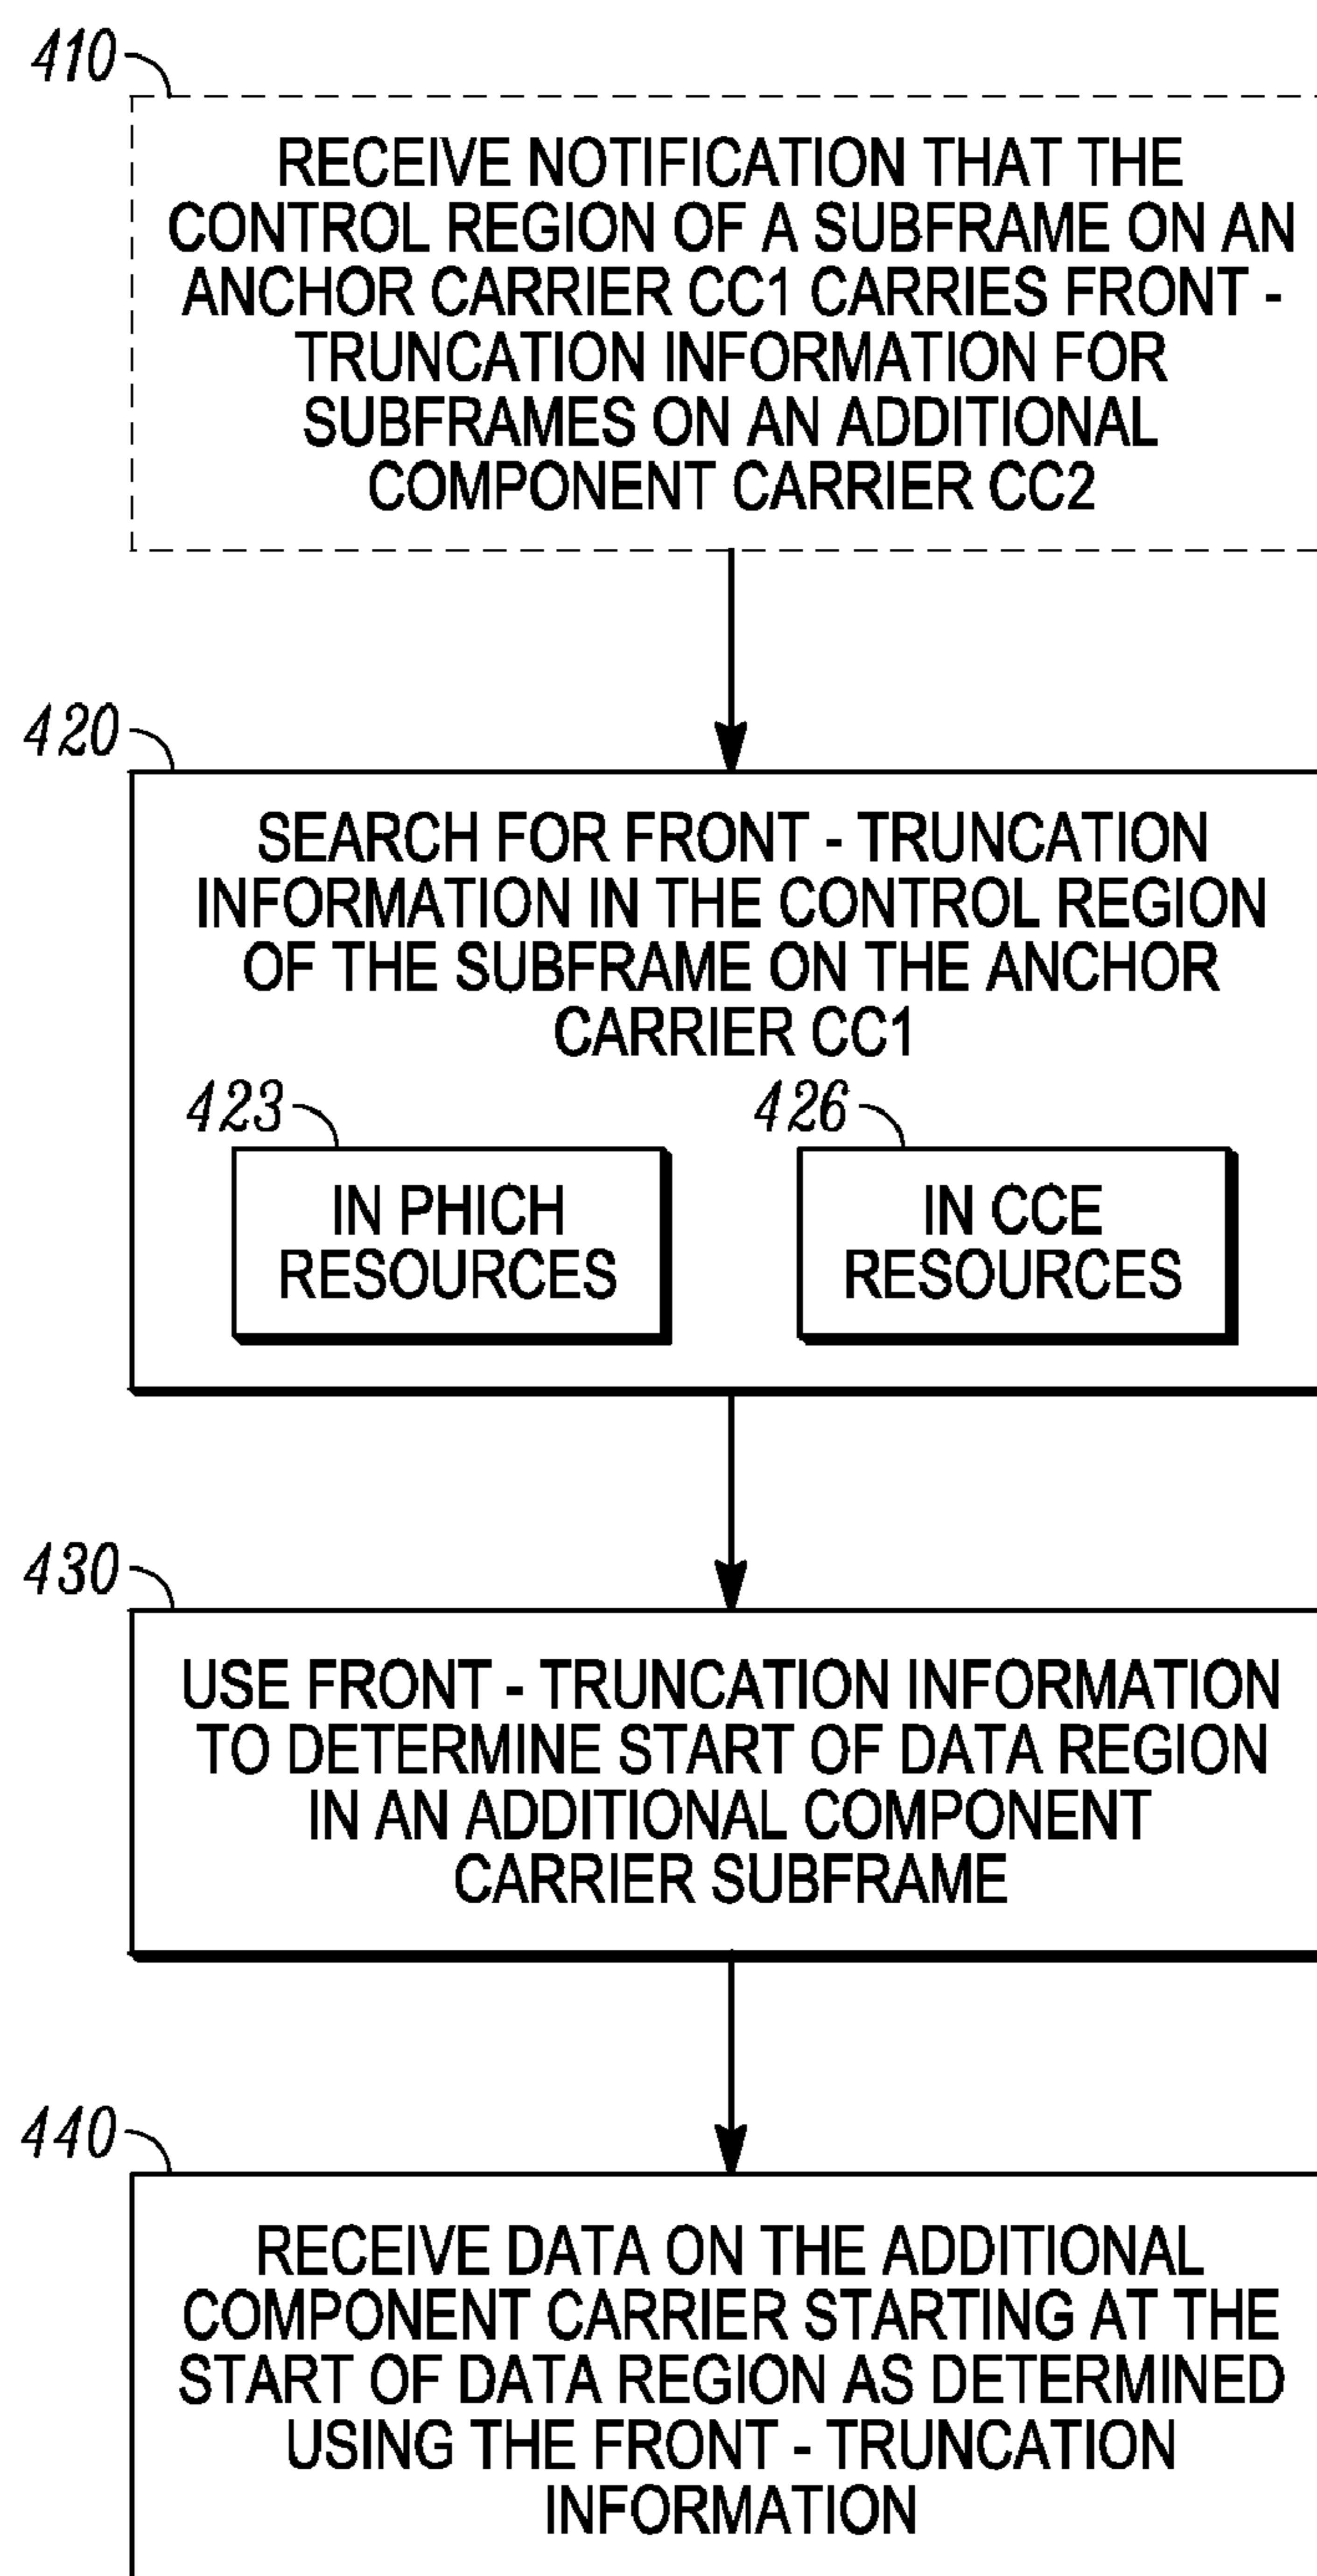 410
RECEIVE NOTIFICATION THAT THE
CONTROL REGION OF A SUBFRAME ON AN
ANCHOR CARRIER CC1 CARRIES FRONT -
TRUNCATION INFORMATION FOR
SUBFRAMES ON AN ADDITIONAL
COMPONENT CARRIER CC2
420
SEARCH FOR FRONT - TRUNCATION
INFORMATION IN THE CONTROL REGION
OF THE SUBFRAME ON THE ANCHOR
CARRIER CC1
423
IN PHICH
RESOURCES
426
IN CCE
RESOURCES
430
USE FRONT - TRUNCATION INFORMATION
TO DETERMINE START OF DATA REGION
IN AN ADDITIONAL COMPONENT
CARRIER SUBFRAME
440
RECEIVE DATA ON THE ADDITIONAL
COMPONENT CARRIER STARTING AT THE
START OF DATA REGION AS DETERMINED
USING THE FRONT - TRUNCATION
INFORMATION